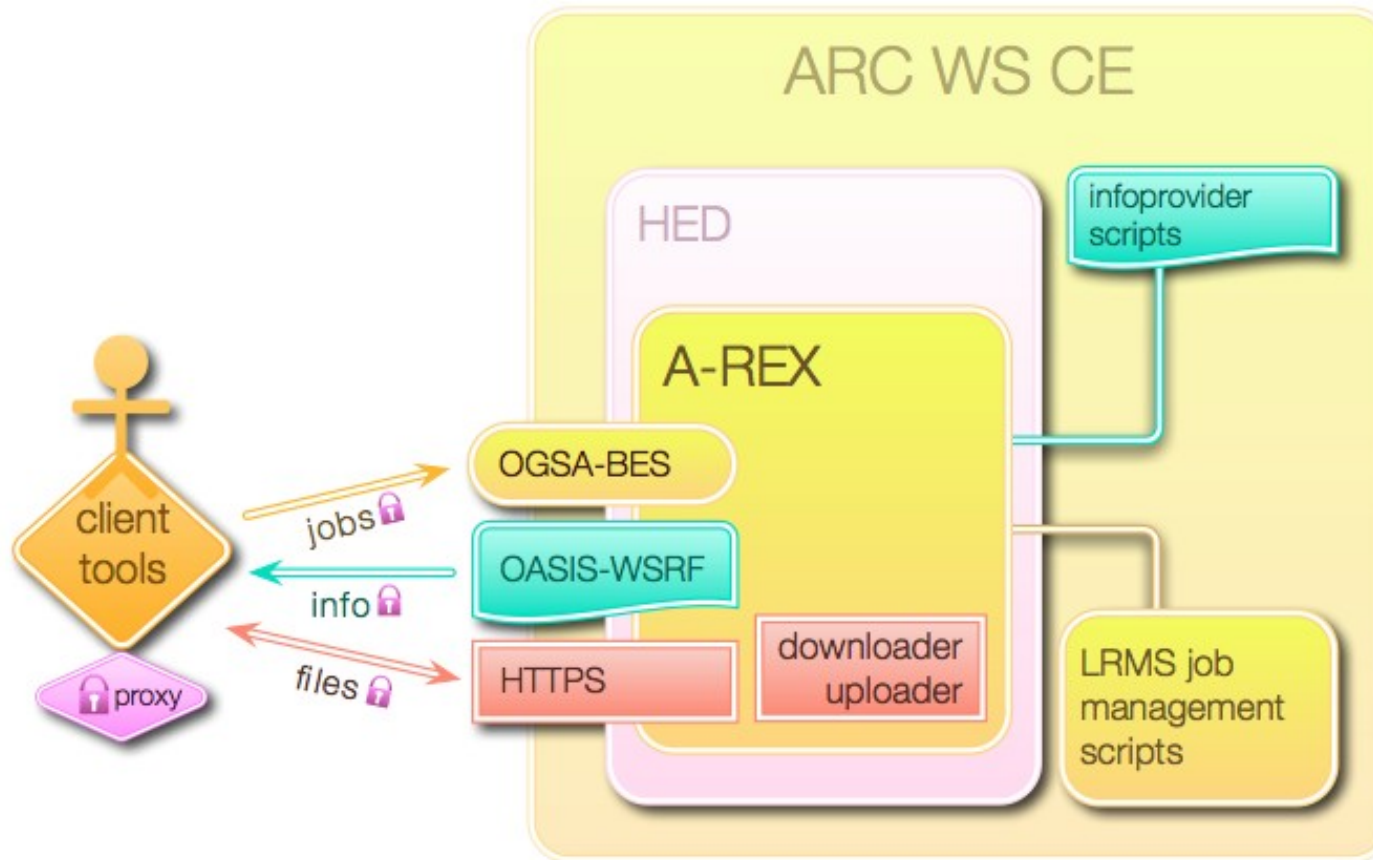 ARC WS CE
infoprovider
scripts
HED
A-REX
OGSA-BES
client
tools
jobs
OASIS-WSRF
info
HTTPS
downloader
uploader
files
proxy
LRMS job
management
scripts